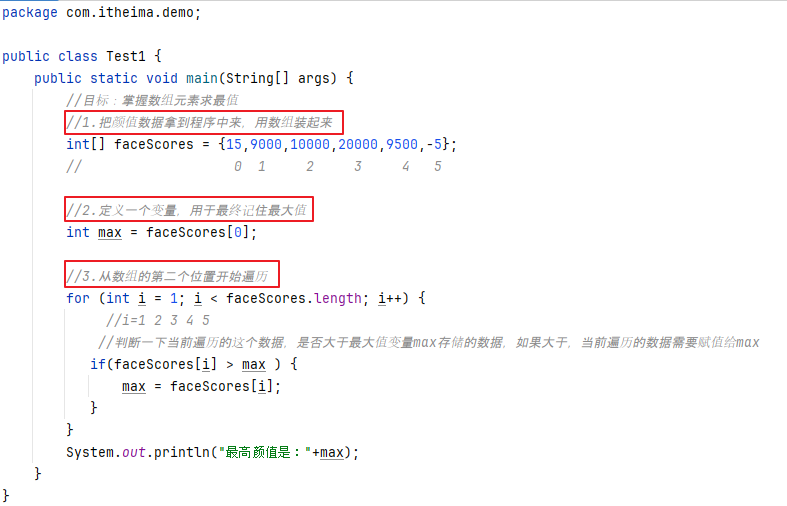 package com.itheima.demo;
public class Test1 {
public static void main(String[] args) {
//目标：掌握数组元素求最值
//1.把颜值数据拿到程序中来，用数组装起来
int[] faceScores = {15,9000,10000,20000,9500,-5};
// 0 1 2 3 4 5
//2.定义一个变量，用于最终记住最大值
int max = faceScores[0];
//3.从数组的第二个位置开始遍历
for (int i = 1; i < faceScores.length; i++) {
//i=1 2 3 4 5
//判断一下当前遍历的这个数据，是否大于最大值变量max存储的数据，如果大于，当前遍历的数据需要赋值给max
if(faceScores[i] > max ) {
max = faceScores[i];
}
}
System.out.println("最高颜值是："+max);
}
}